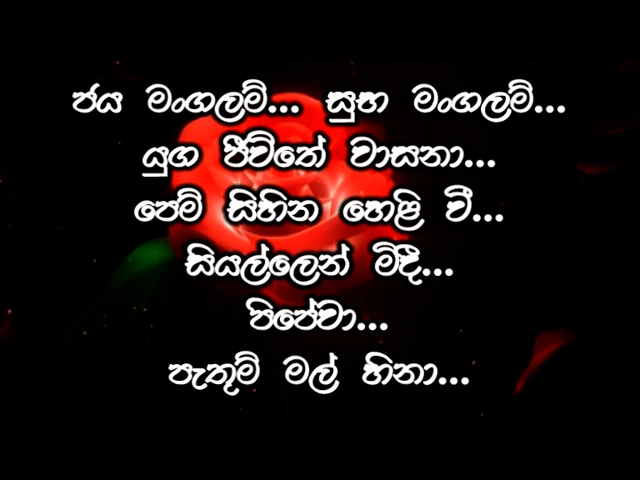 ජය මංගලම්... සුභ මංගලම්...
යුග ජීවිතේ වාසනා...
පෙම් සිහින හෙළි වී...
සියල්ලෙන් මිදී...
පිපේවා...
පැතුම් මල් හිනා...